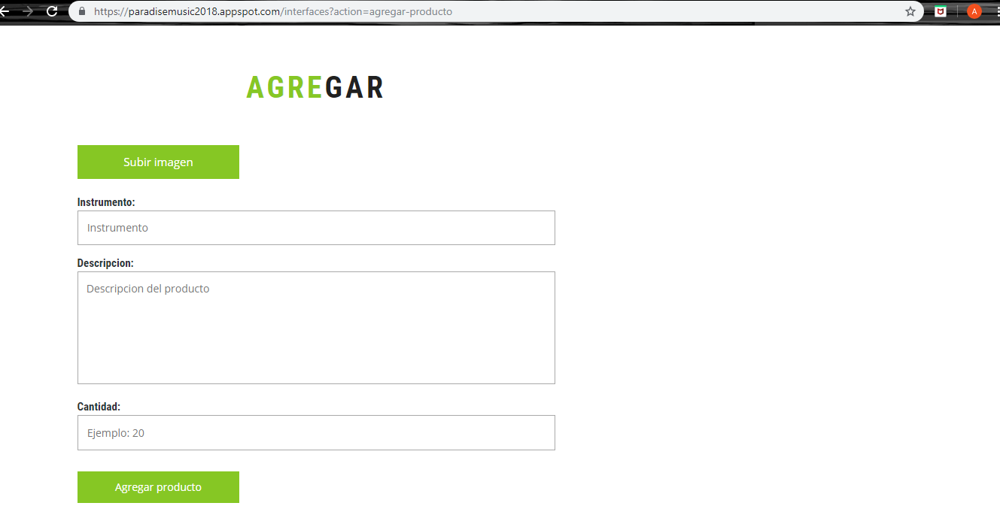 https://paradisemusic2018.appspot.com/interfaces?action=agregar-producto
A
AGREGAR
Subir imagen
Instrumento:
Instrumento
Descripcion:
Descripcion del producto
Cantidad:
Ejemplo: 20
Agregar producto